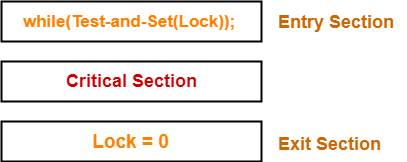 while(Test-and-Set(Lock)); Entry Section
Critical Section
Lock = 0 Exit Section